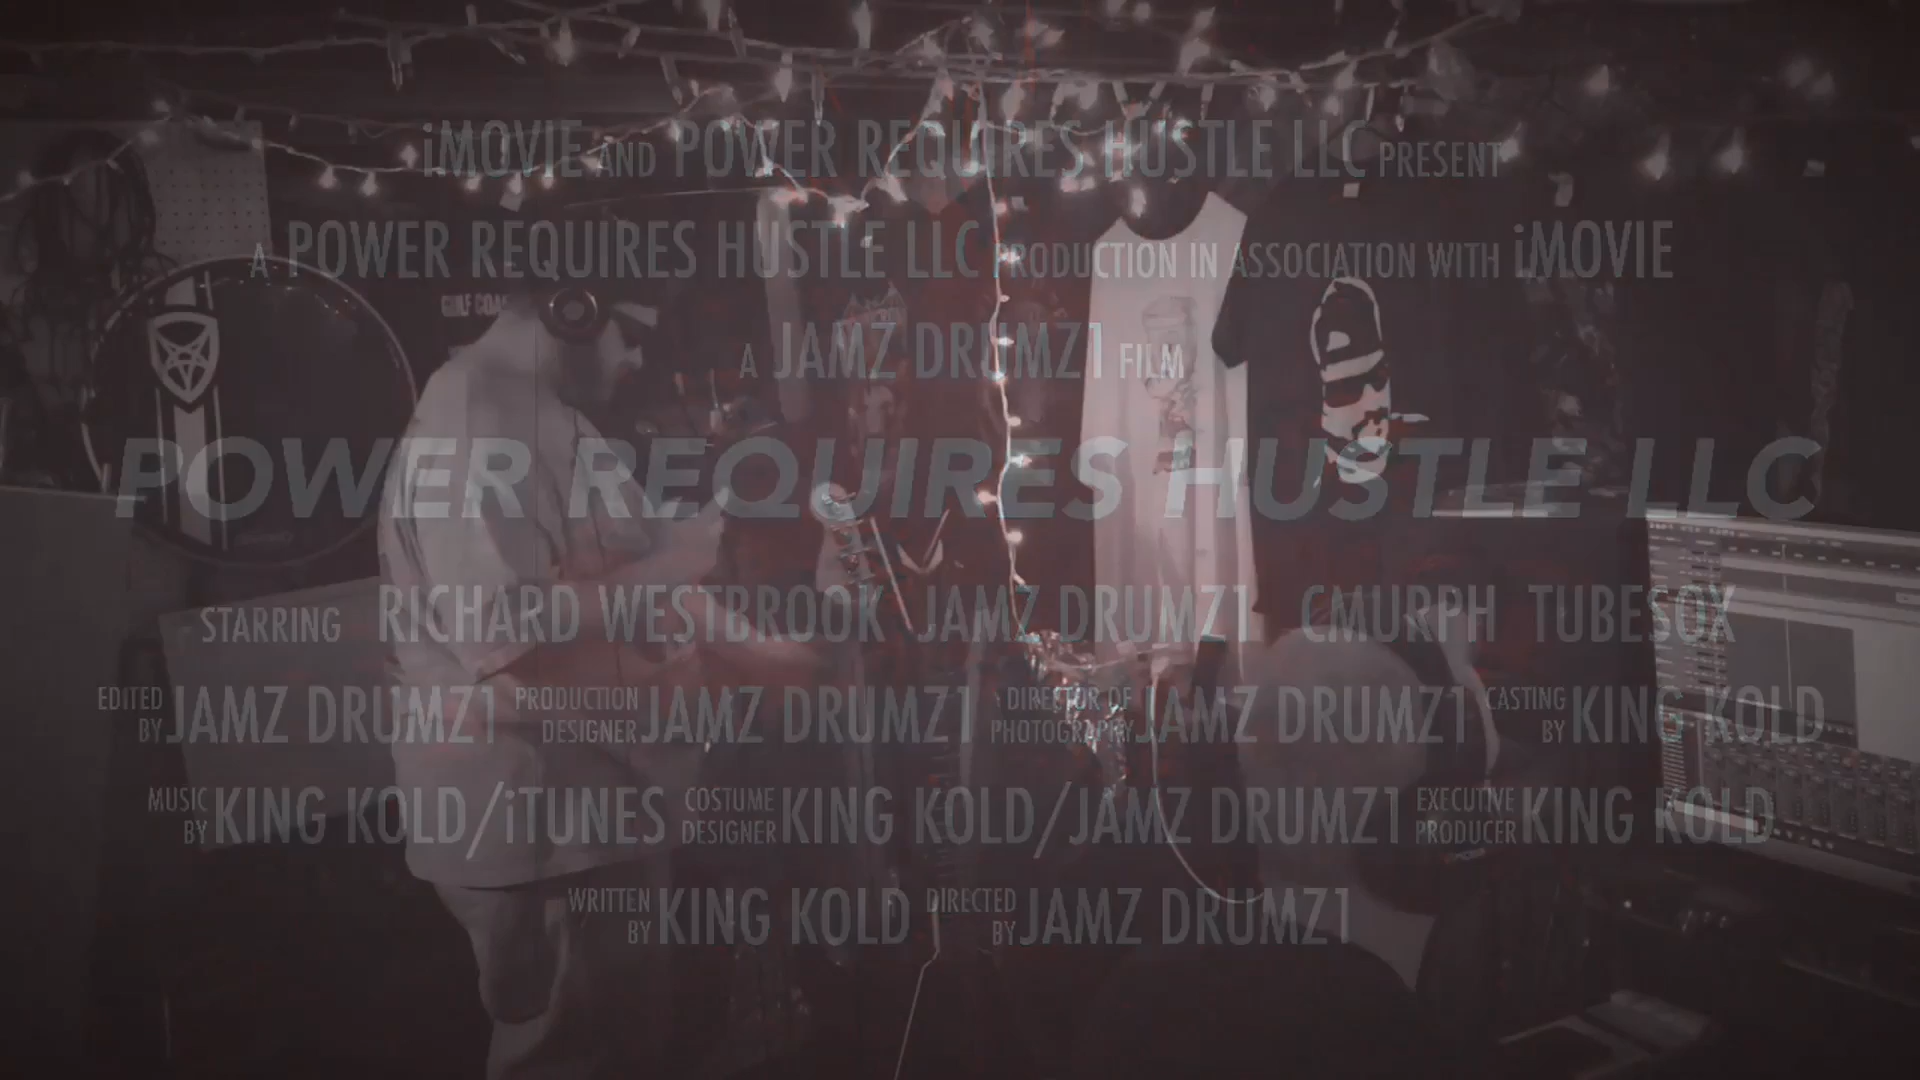 iMOVIE AND POWER REQUIRES HUSTLE LLC PRESENT
A POWER REQUIRES HUSTLE LLC PRODUCTION IN ASSOCIATION WITH iMOVIE
GULF COA
A JAMZ DRUMZ1 FILM
POWER REQUIRES HUSTLE LLC
STARRING RICHARD WESTBROOK JAMZ DRUMZ1 CMURPH TUBESOX
EDITED BY JAMZ DRUMZ1 PRODUCTION DESIGNER JAMZ DRUMZ1 DIRECTOR OF PHOTOGRAPHY JAMZ DRUMZ1 CASTING BY KING KOLD
MUSIC BY KING KOLD/iTUNES COSTUME DESIGNER KING KOLD/JAMZ DRUMZ1 EXECUTIVE PRODUCER KING KOLD
WRITTEN BY KING KOLD DIRECTED BY JAMZ DRUMZ1